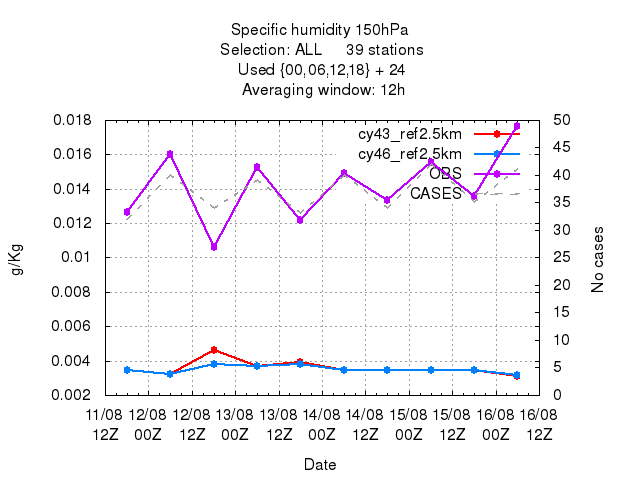 Specific humidity 150hPa
Selection: ALL 39 stations
Used {00,06,12,18} + 24
Averaging window: 12h
0.018
0.016
0.014
0.012
0.01
0.008
0.006
0.004
0.002
g/Kg
cy43_ref2.5km
cy46_ref2.5km
OBS
CASES
50
45
40
35
30
25
20
15
10
5
0
No cases
11/08 12/08 12/08 13/08 13/08 14/08 14/08 15/08 15/08 16/08 16/08
12Z 00Z 12Z 00Z 12Z 00Z 12Z 00Z 12Z 00Z 12Z
Date